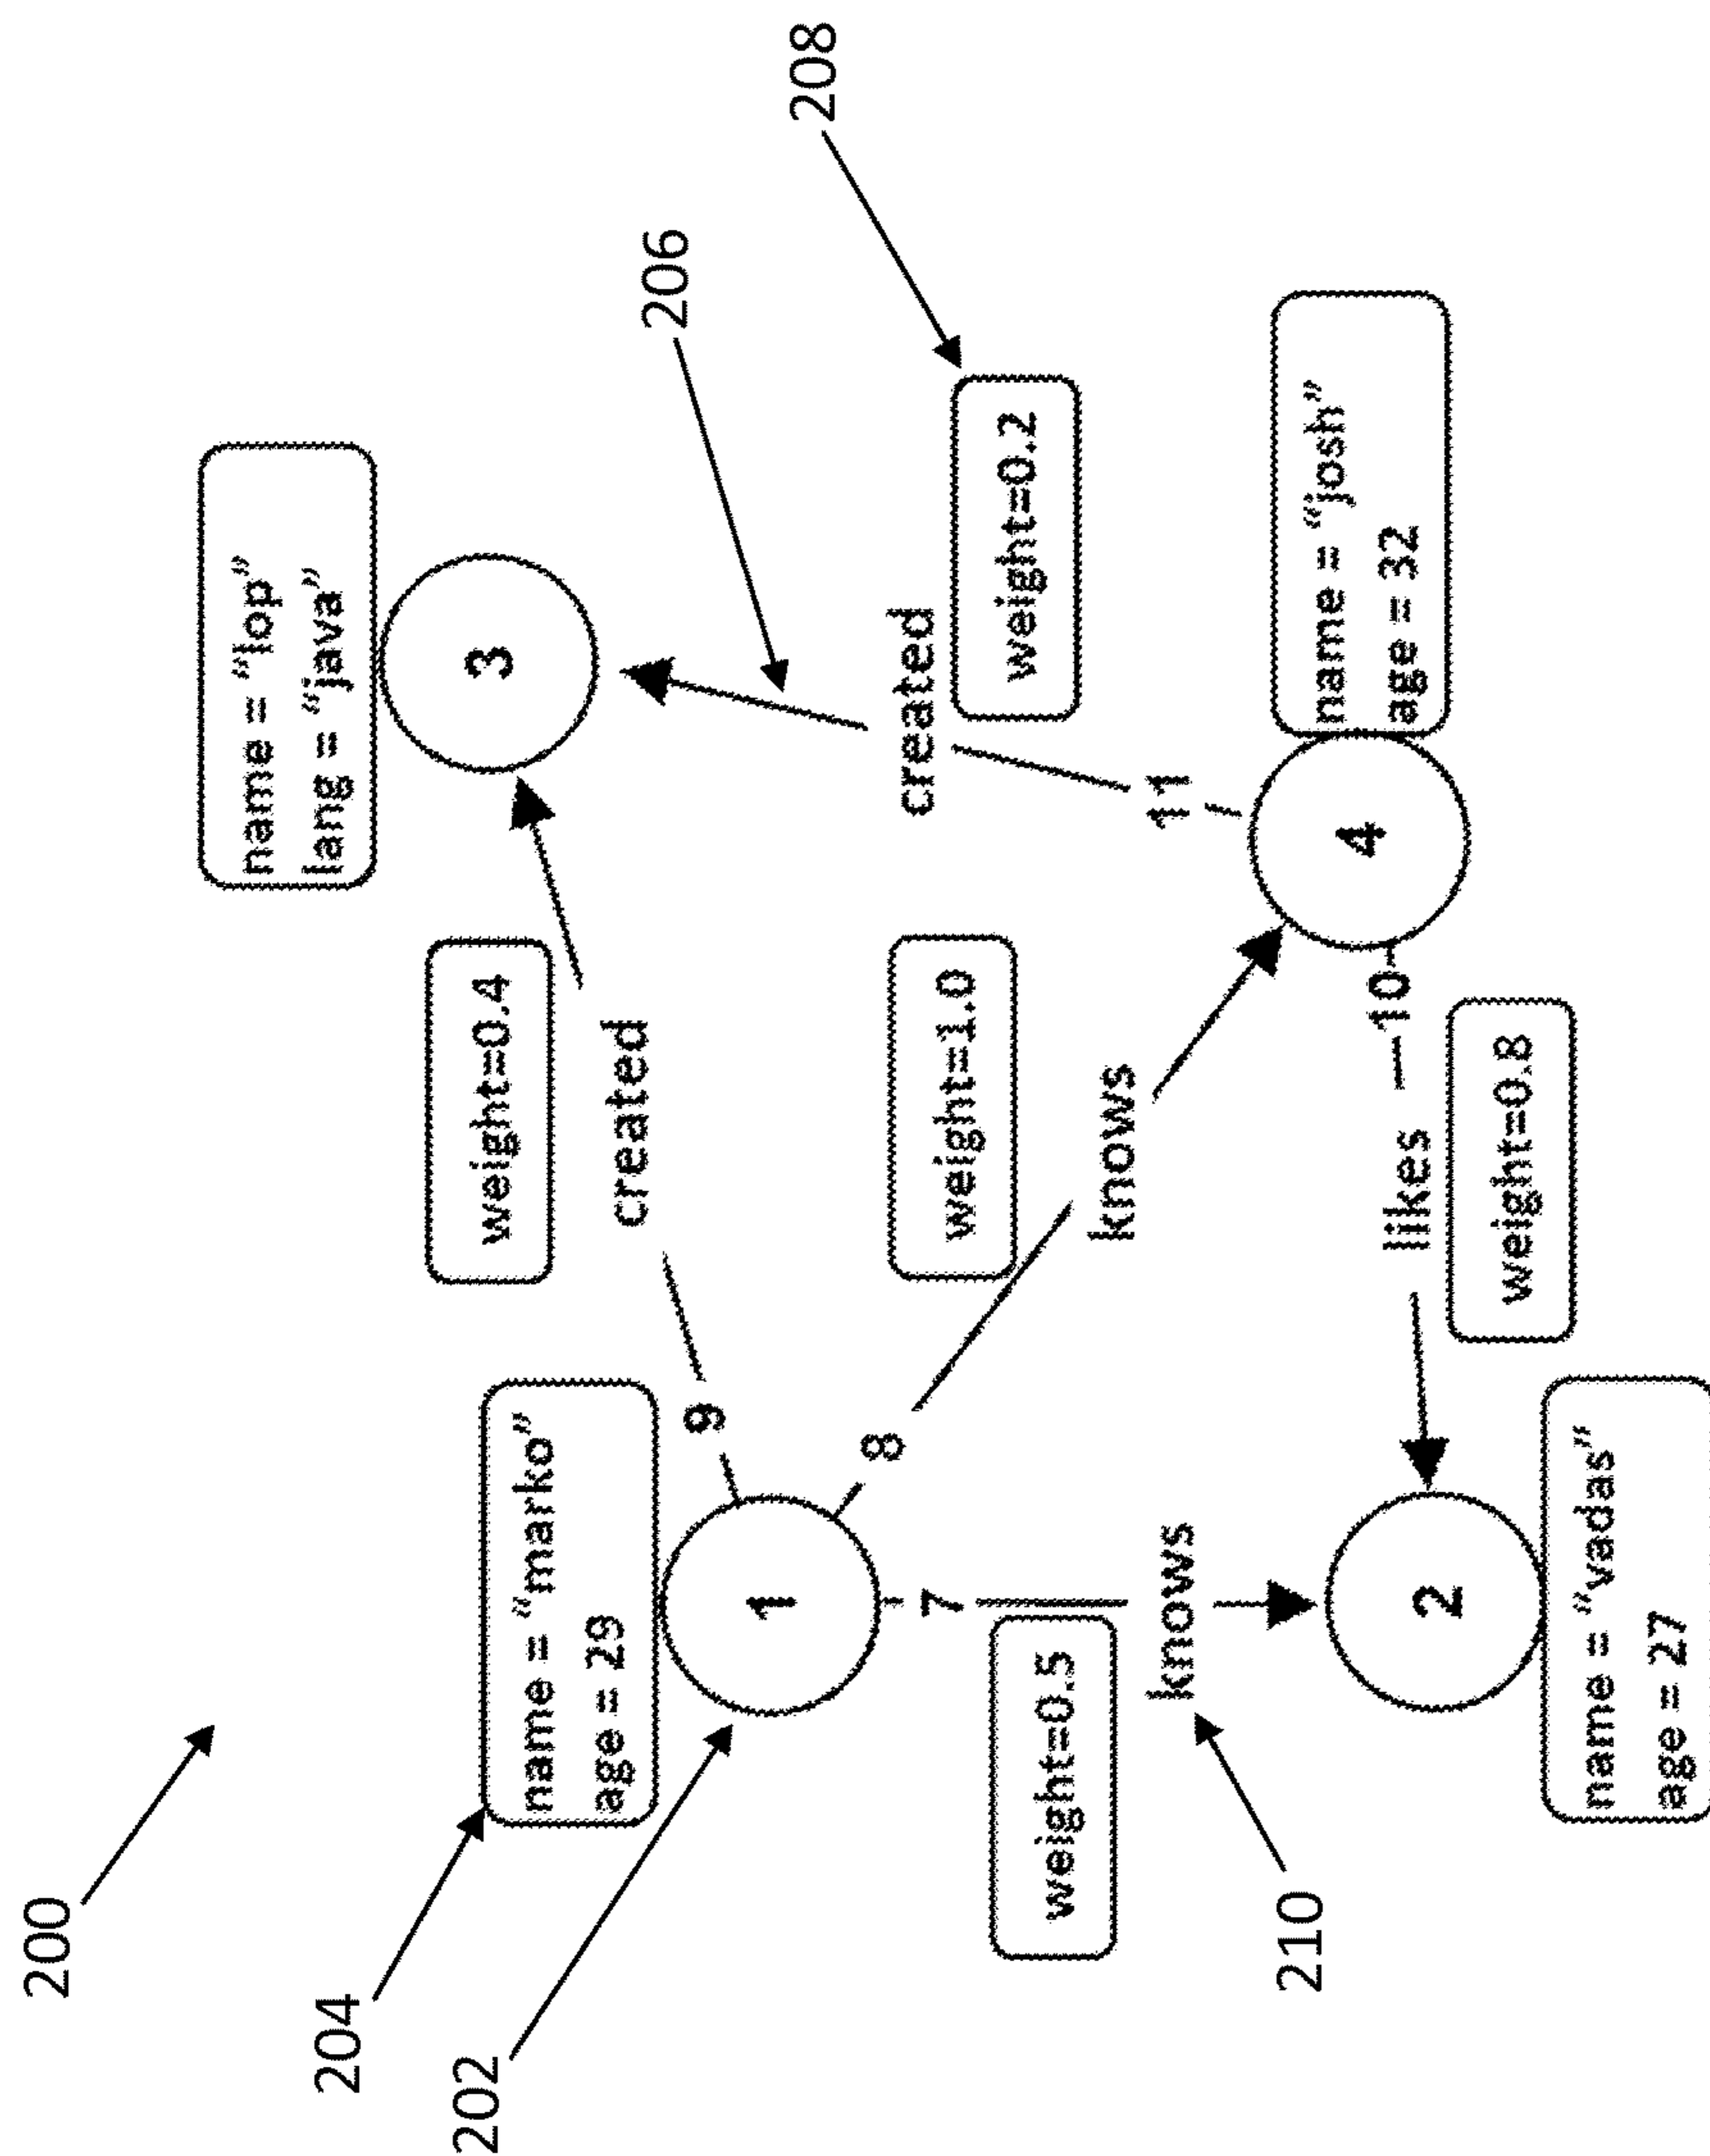 200
204
202
name = "marko"
age = 29
1
9
created
weight=0.4
name = "lop"
lang = "java"
3
206
208
8
knows
weight=1.0
7
weight=0.5
knows
210
created
weight=0.2
11
name = "josh"
age = 32
4
10
likes
weight=0.8
2
name = "vadas"
age = 27